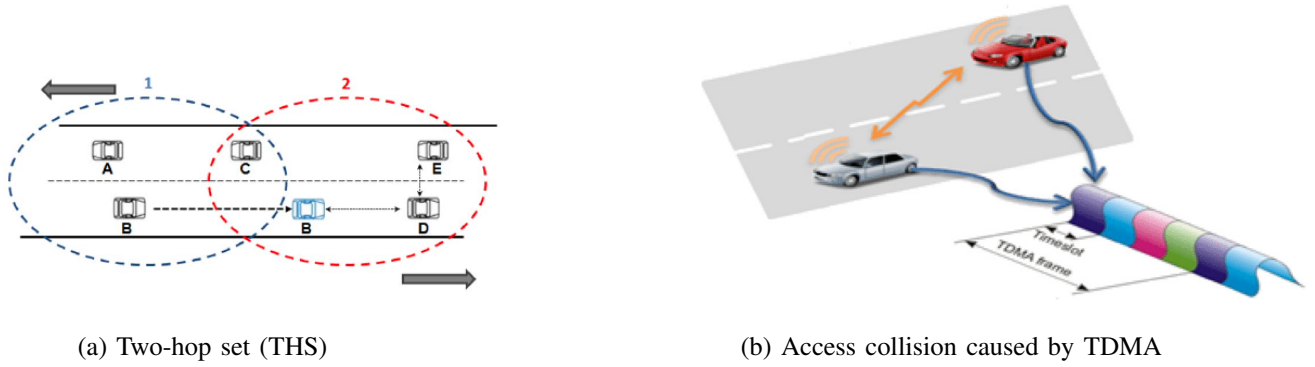 1
2
A
C
E
B
B
D
Timeslot
TDMA frame
(a) Two-hop set (THS)
(b) Access collision caused by TDMA